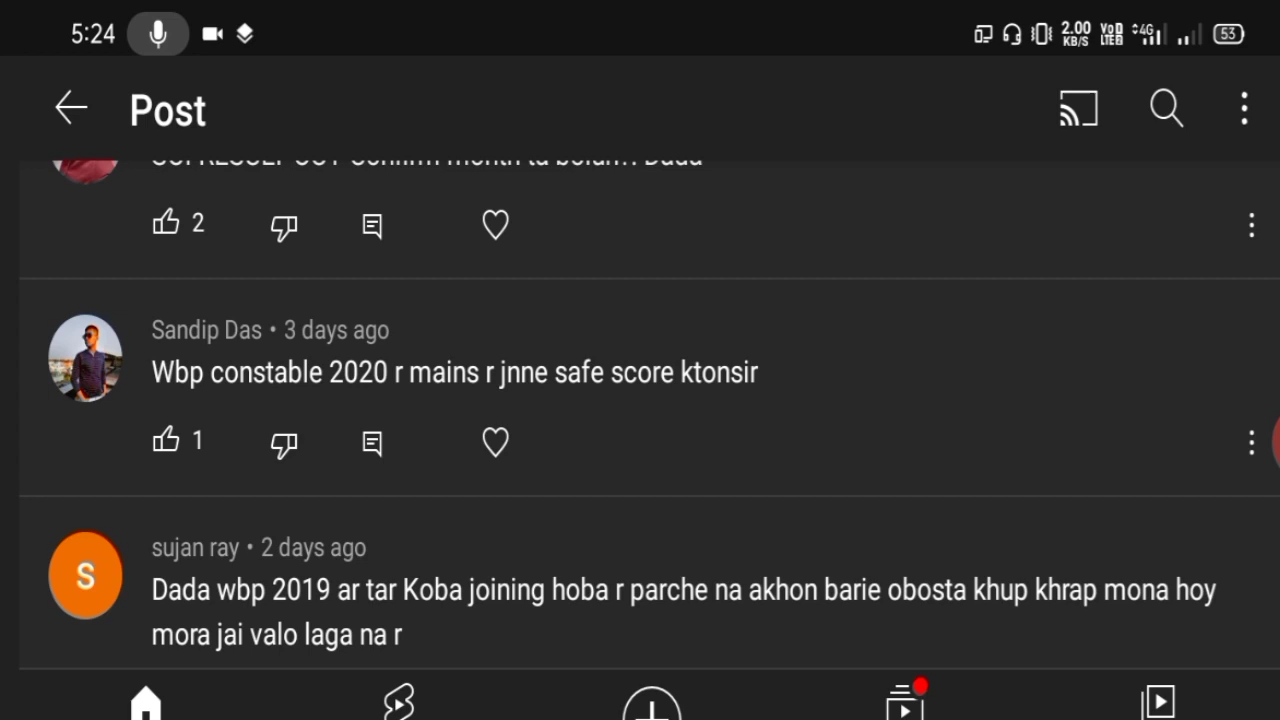 5:24
2.00
KB/S
4G
53
Post
2
Sandip Das • 3 days ago
Wbp constable 2020 r mains r jnne safe score ktonsir
1
S
sujan ray • 2 days ago
Dada wbp 2019 ar tar Koba joining hoba r parche na akhon barie obosta khup khrap mona hoy
mora jai valo laga na r